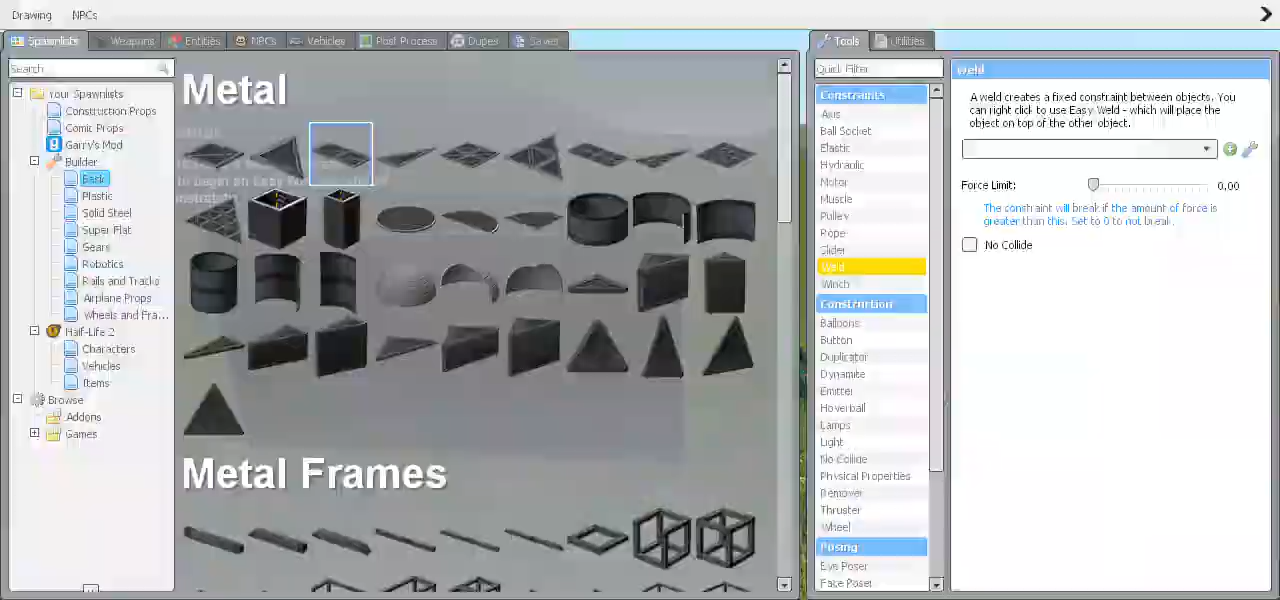 Drawing NPCs
Spawnlists Weapons Entities NPCs Vehicles Post Process Dupes Saves
Search
Your Spawnlists
Construction Props
Comic Props
Garry's Mod
Builder
Basic
Plastic
Solid Steel
Super Flat
Gears
Robotics
Rails and Tracks
Airplane Props
Wheels and Fra...
Half-Life 2
Characters
Vehicles
Items
Browse
Addons
Games
Metal
Metal Frames
Tools Utilities
Quick Filter
Constraints
Axis
Ball Socket
Elastic
Hydraulic
Motor
Muscle
Pulley
Rope
Slider
Weld
Winch
Construction
Balloons
Button
Duplicator
Dynamite
Emitter
Hoverball
Lamps
Light
No Collide
Physical Properties
Remover
Thruster
Wheel
Posing
Eye Poser
Face Poser
Weld
A weld creates a fixed constraint between objects. You
can right click to use Easy Weld - which will place the
object on top of the other object.
Force Limit: 0.00
The constraint will break if the amount of force is
greater than this. Set to 0 to not break.
No Collide